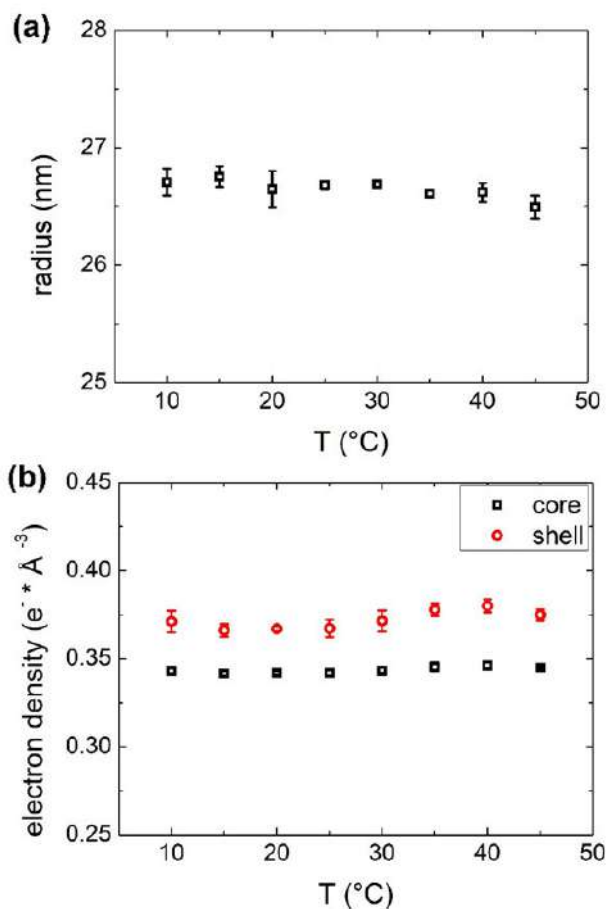 (a)
28
27
26
25
radius (nm)
10 20 30 40 50
T (°C)
(b)
0.45
0.40
0.35
0.30
0.25
electron density (e⁻ * Å ⁻³)
core
shell
10 20 30 40 50
T (°C)